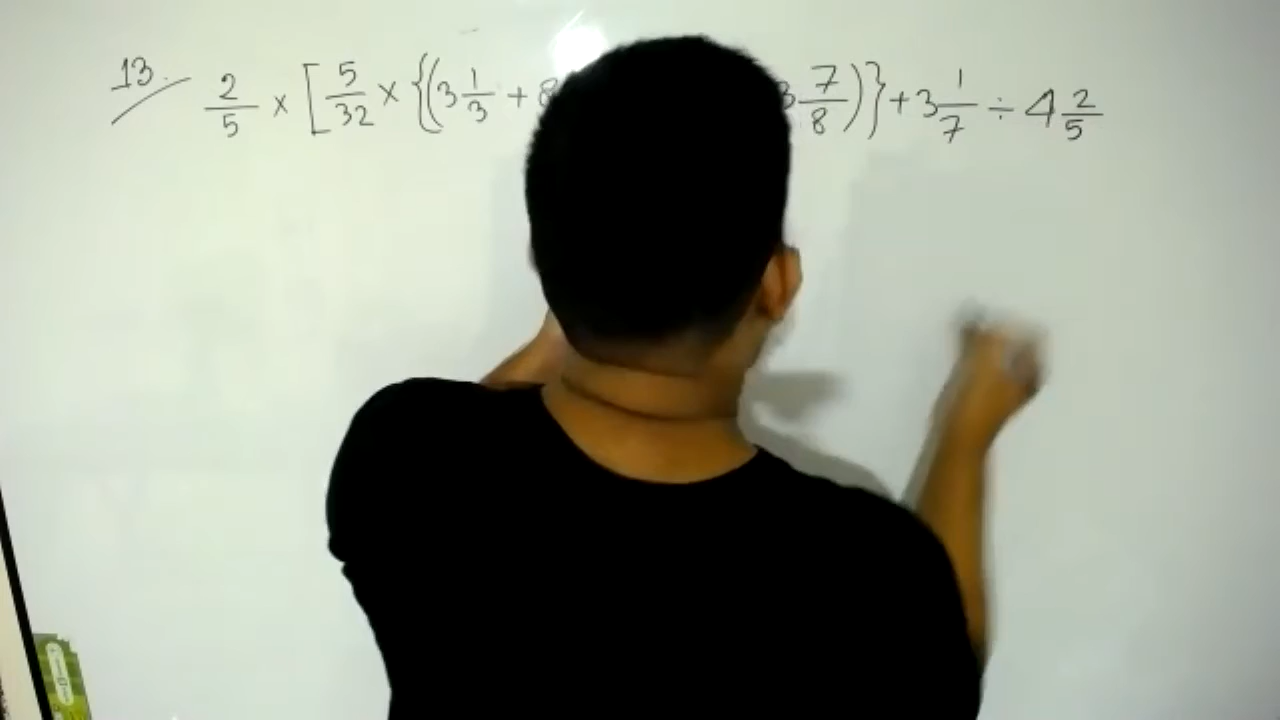 13. 2/5 × [5/32 × {(3 1/3 + 8 7/8)} + 3 1/7 ÷ 4 2/5